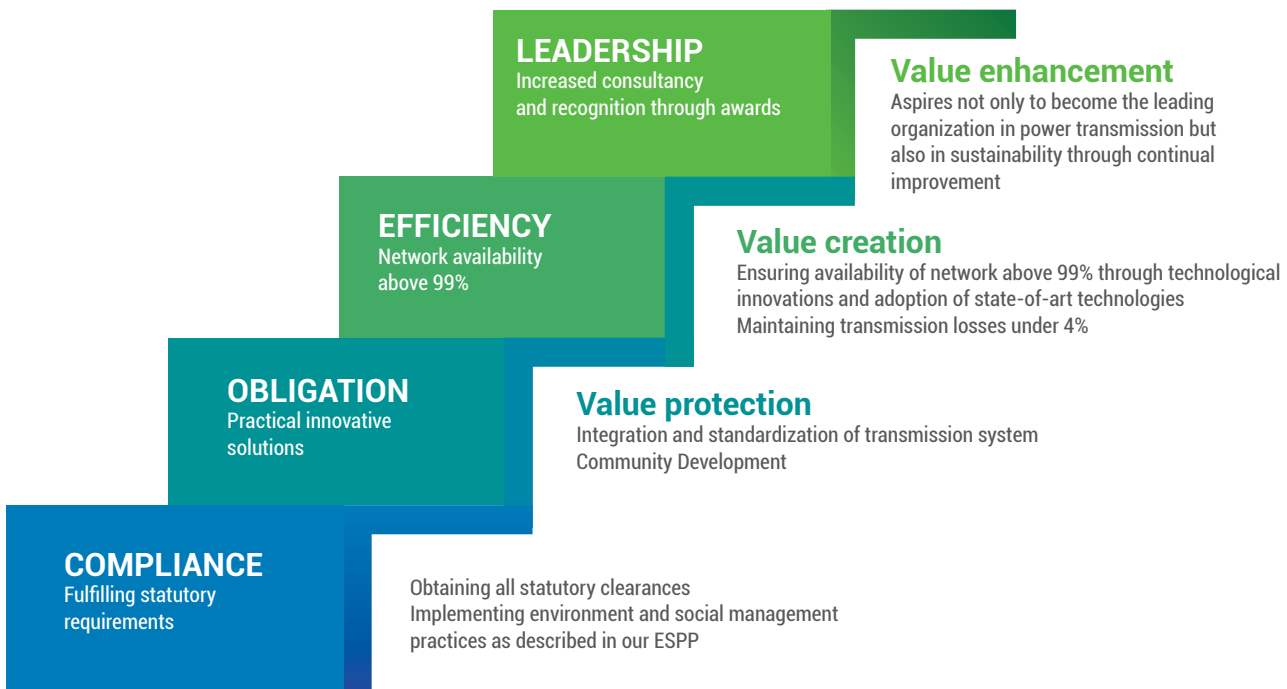 LEADERSHIP
Increased consultancy
and recognition through awards
Value enhancement
Aspires not only to become the leading
organization in power transmission but
also in sustainability through continual
improvement
EFFICIENCY
Network availability
above 99%
Value creation
Ensuring availability of network above 99% through technological
innovations and adoption of state-of-art technologies
Maintaining transmission losses under 4%
OBLIGATION
Practical innovative
solutions
Value protection
Integration and standardization of transmission system
Community Development
COMPLIANCE
Fulfilling statutory
requirements
Obtaining all statutory clearances
Implementing environment and social management
practices as described in our ESPP